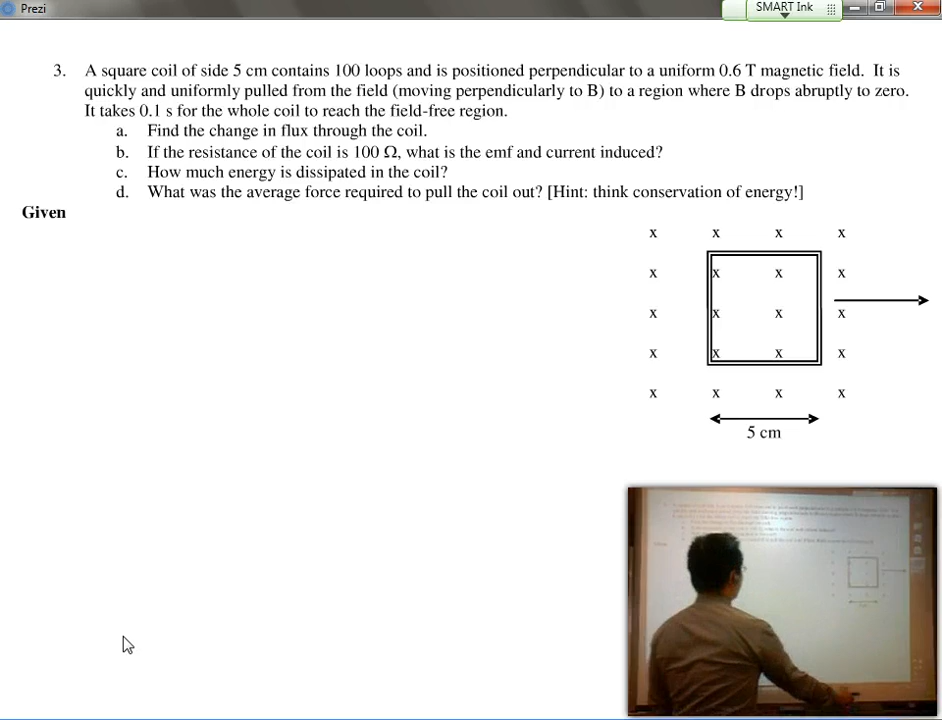 Prezi
SMART Ink
3. A square coil of side 5 cm contains 100 loops and is positioned perpendicular to a uniform 0.6 T magnetic field. It is
quickly and uniformly pulled from the field (moving perpendicularly to B) to a region where B drops abruptly to zero.
It takes 0.1 s for the whole coil to reach the field-free region.
a. Find the change in flux through the coil.
b. If the resistance of the coil is 100 Ω, what is the emf and current induced?
c. How much energy is dissipated in the coil?
d. What was the average force required to pull the coil out? [Hint: think conservation of energy!]
Given
x x x x
x x x x
x x x x
x x x x
x x x x
5 cm